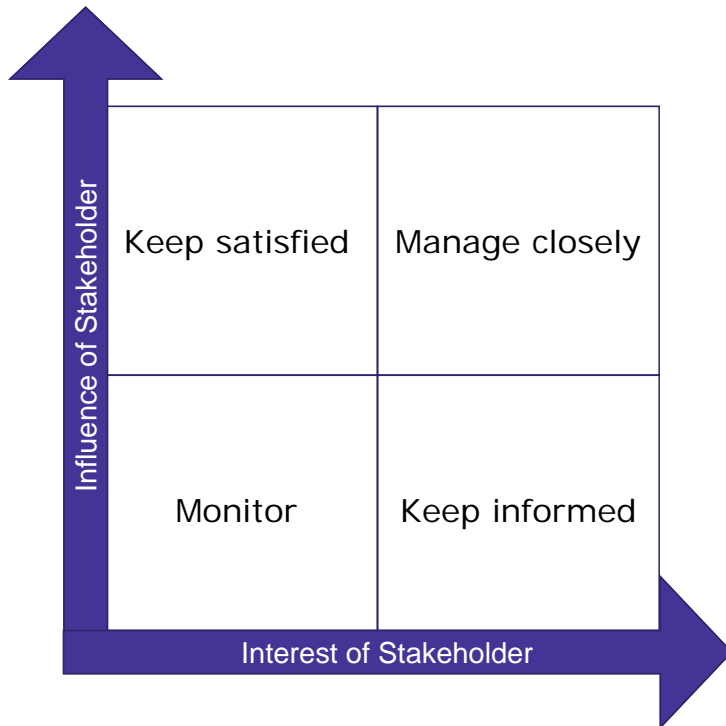 Influence of Stakeholder
Keep satisfied
Manage closely
Monitor
Keep informed
Interest of Stakeholder